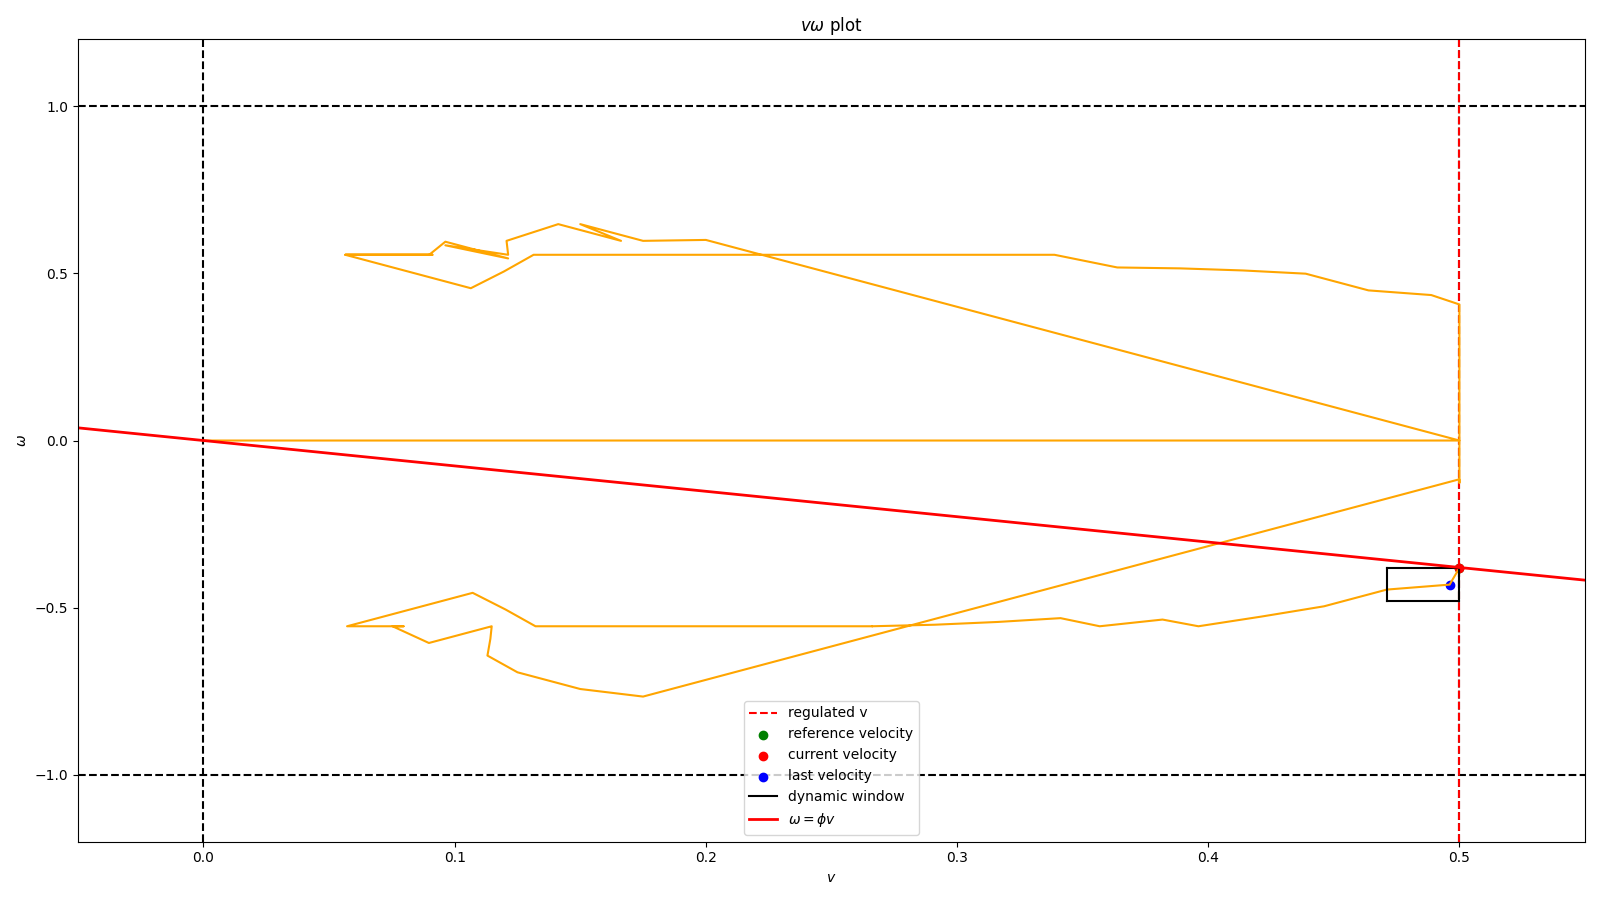 vω plot
1.0
0.5
0.0
−0.5
−1.0
ω
0.0
0.1
0.2
0.3
0.4
0.5
v
regulated v
reference velocity
current velocity
last velocity
dynamic window
ω = ϕv